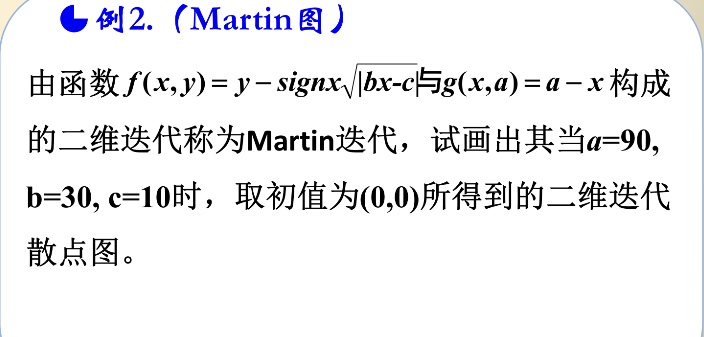 例2.（Martin图）
由函数 f(x,y) = y − signx√|bx-c|与g(x,a) = a − x 构成
的二维迭代称为Martin迭代，试画出其当a=90,
b=30, c=10时，取初值为(0,0)所得到的二维迭代
散点图。